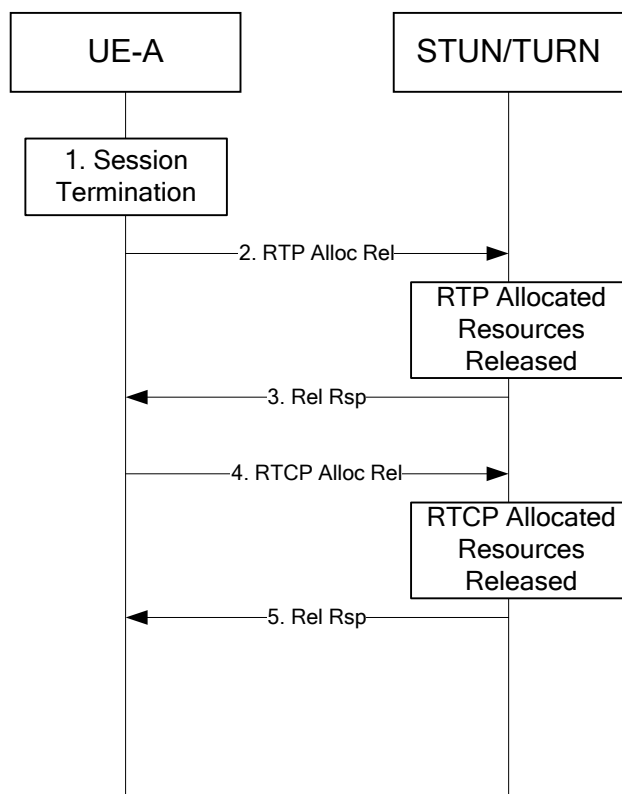 UE-A
STUN/TURN
1. Session
Termination
2. RTP Alloc Rel
RTP Allocated
Resources
Released
3. Rel Rsp
4. RTCP Alloc Rel
RTCP Allocated
Resources
Released
5. Rel Rsp